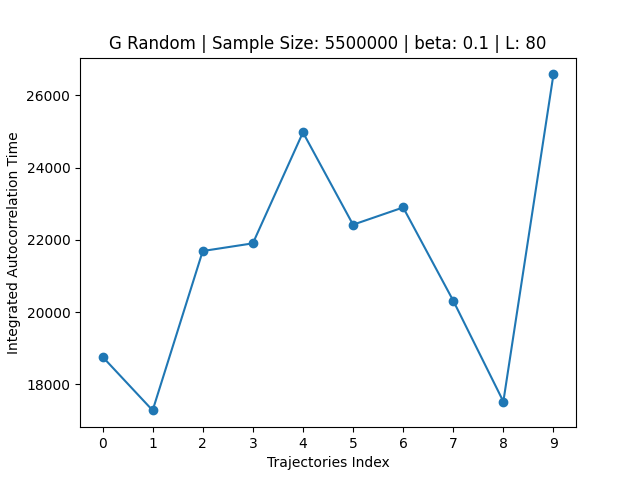 G Random | Sample Size: 5500000 | beta: 0.1 | L: 80
Integrated Autocorrelation Time
26000
24000
22000
20000
18000
0 1 2 3 4 5 6 7 8 9
Trajectories Index